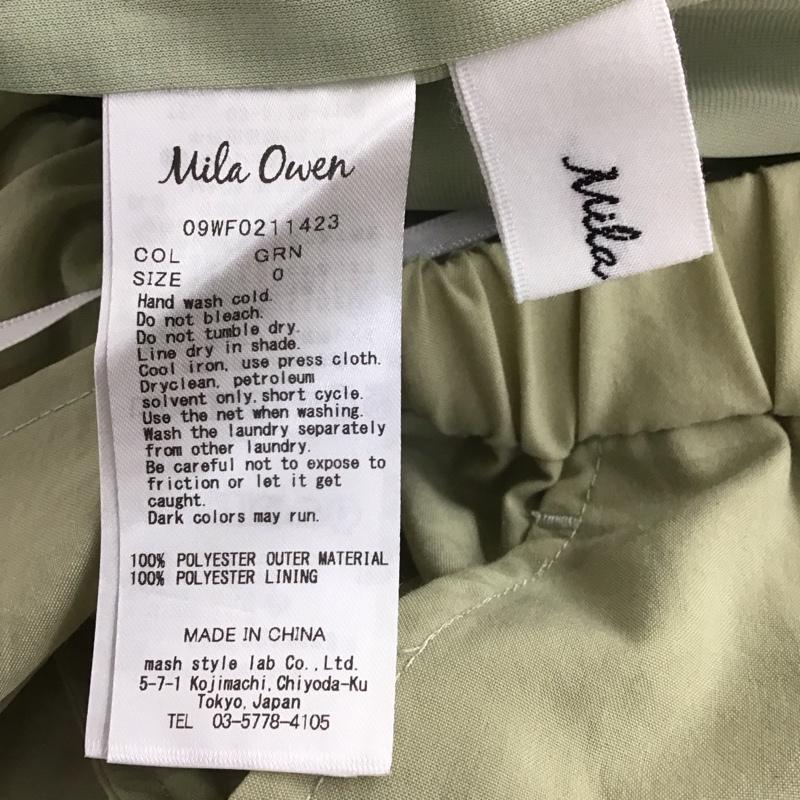 Mila Owen
09WF0211423
COL GRN
SIZE 0
Hand wash cold.
Do not bleach.
Do not tumble dry.
Line dry in shade.
Cool iron, use press cloth.
Dryclean, petroleum
solvent only,short cycle.
Use the net when washing.
Wash the laundry separately
from other laundry.
Be careful not to expose to
friction or let it get
caught.
Dark colors may run.
100% POLYESTER OUTER MATERIAL
100% POLYESTER LINING
MADE IN CHINA
mash style lab Co.,Ltd.
5-7-1 Kojimachi,Chiyoda-Ku
Tokyo,Japan
TEL 03-5778-4105
Mila